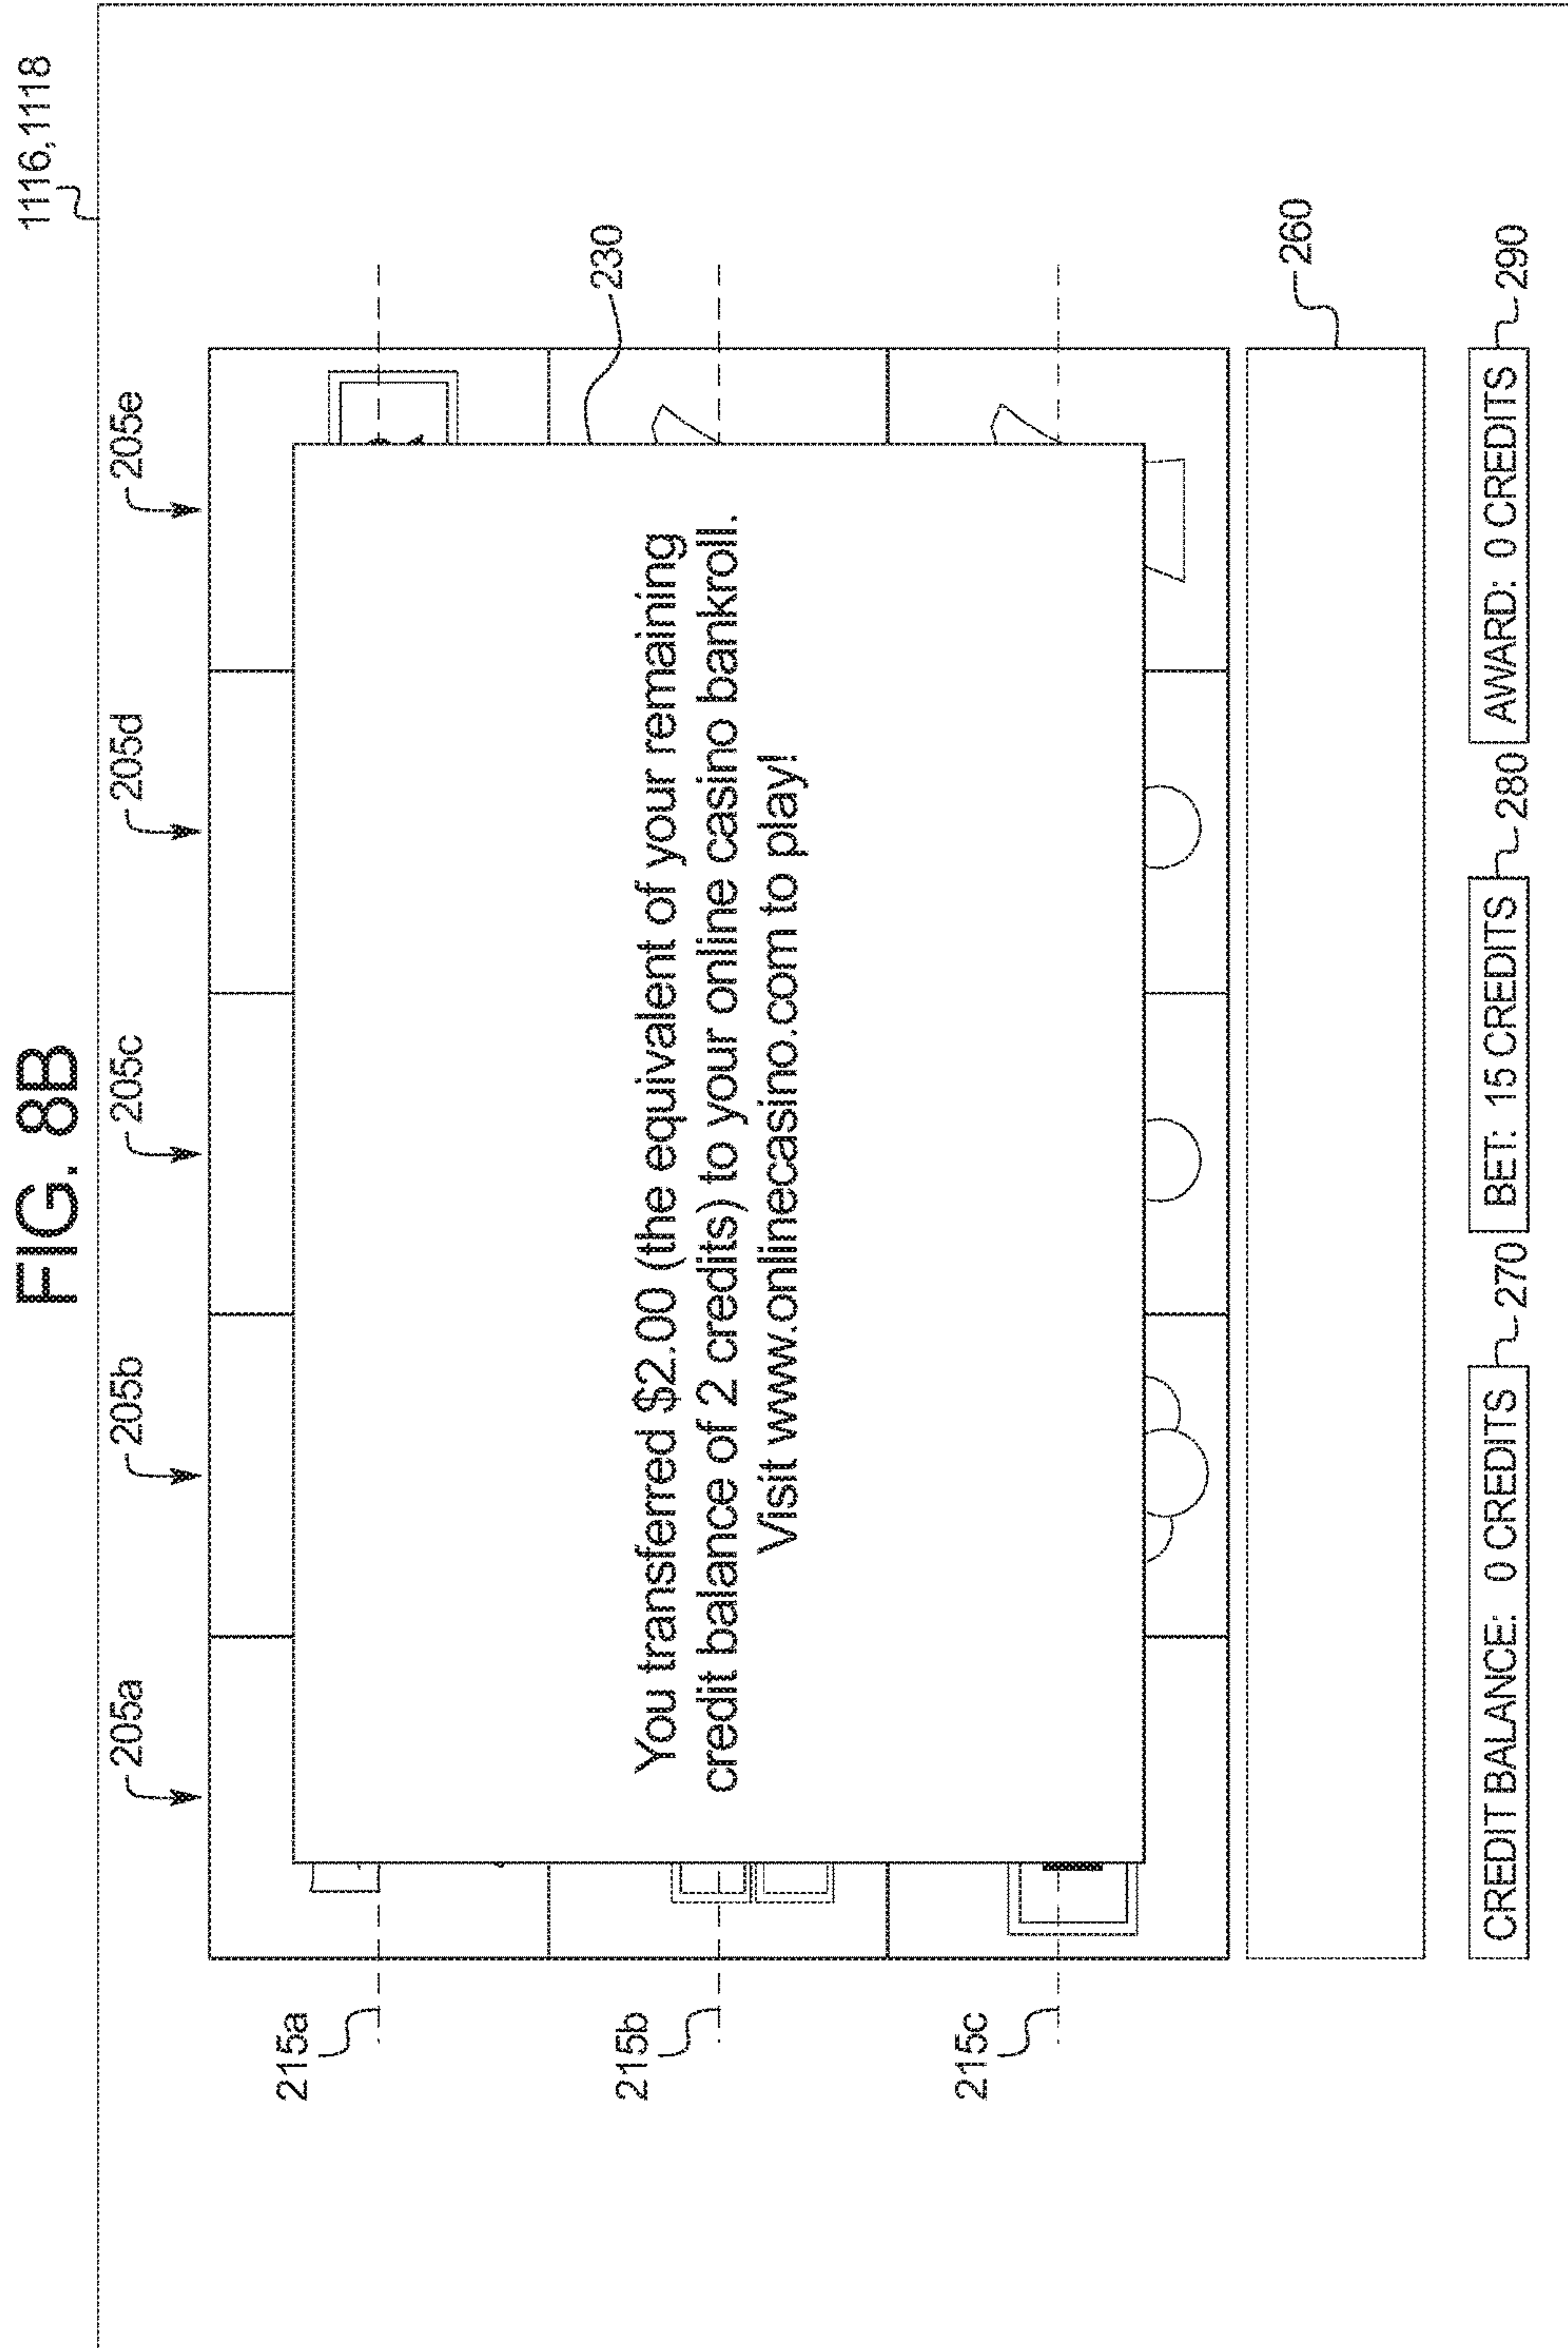 FIG. 8B
1116,1118
205a
205b
205c
205d
205e
215a
230
You transferred $2.00 (the equivalent of your remaining
credit balance of 2 credits) to your online casino bankroll.
Visit www.onlinecasino.com to play!
215b
215c
260
CREDIT BALANCE: 0 CREDITS
270
BET: 15 CREDITS
280
AWARD: 0 CREDITS
290